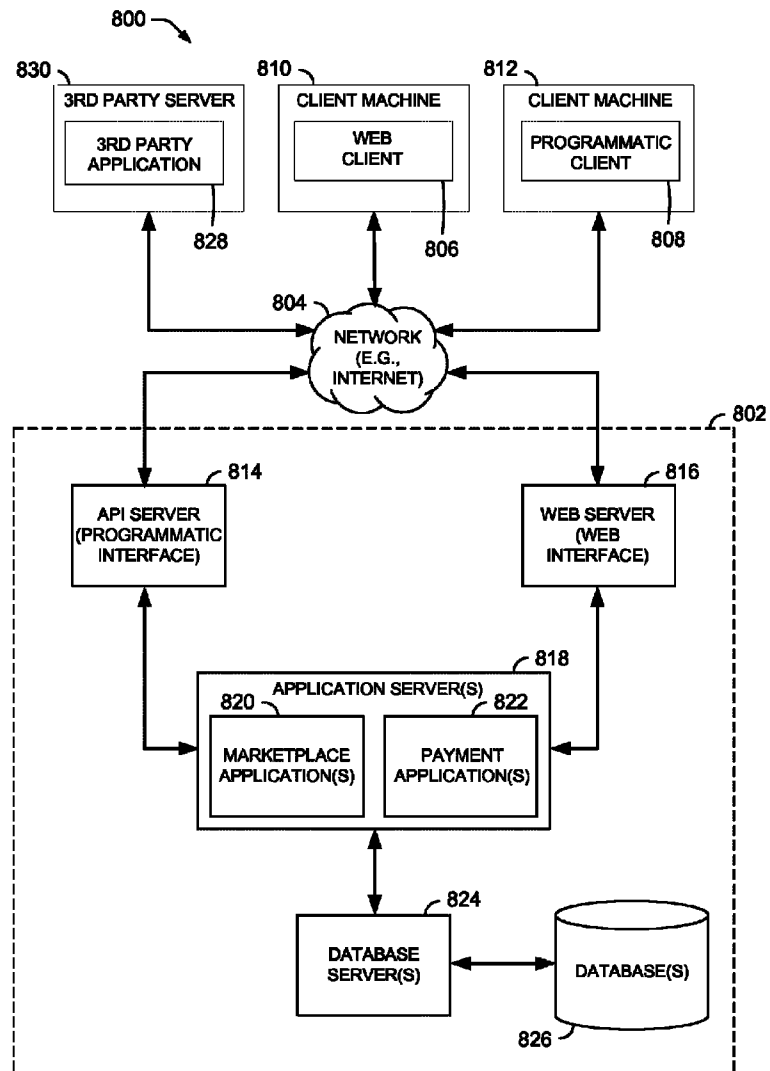 800
830
810
812
3RD PARTY SERVER
CLIENT MACHINE
CLIENT MACHINE
3RD PARTY
APPLICATION
WEB
CLIENT
PROGRAMMATIC
CLIENT
828
806
808
804
NETWORK
(E.G.,
INTERNET)
802
814
816
API SERVER
(PROGRAMMATIC
INTERFACE)
WEB SERVER
(WEB
INTERFACE)
818
APPLICATION SERVER(S)
820
822
MARKETPLACE
APPLICATION(S)
PAYMENT
APPLICATION(S)
824
DATABASE
SERVER(S)
DATABASE(S)
826